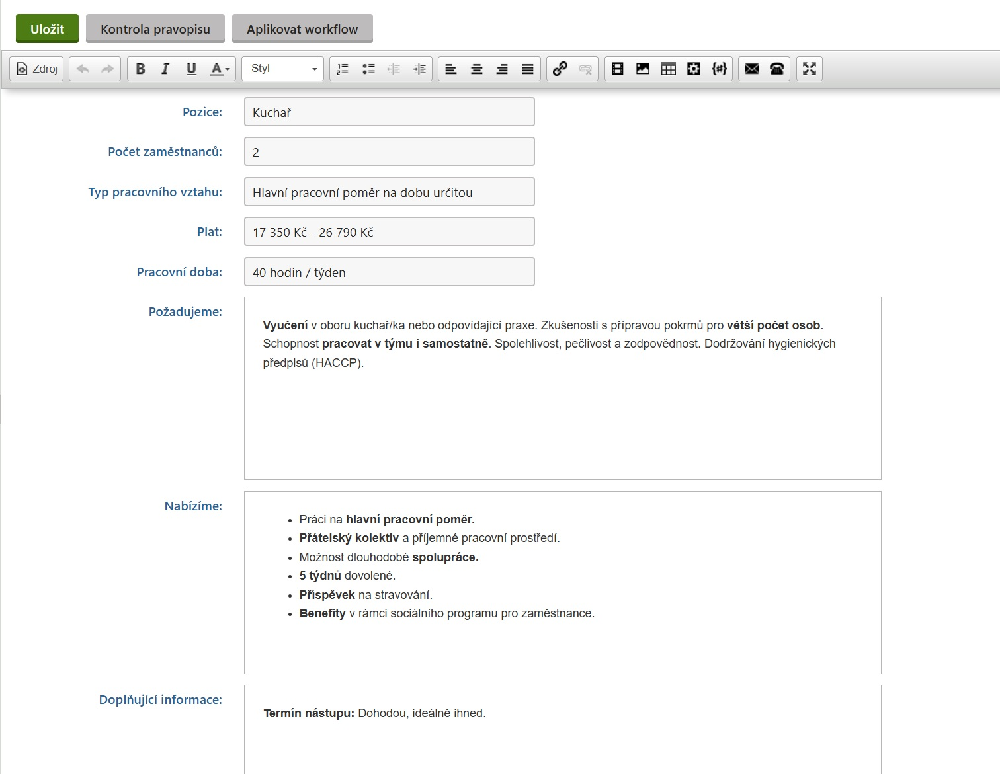 Uložit Kontrola pravopisu Aplikovat workflow
Zdroj B I U A Styl
Pozice: Kuchař
Počet zaměstnanců: 2
Typ pracovního vztahu: Hlavní pracovní poměr na dobu určitou
Plat: 17 350 Kč - 26 790 Kč
Pracovní doba: 40 hodin / týden
Požadujeme:
Vyučení v oboru kuchař/ka nebo odpovídající praxe. Zkušenosti s přípravou pokrmů pro větší počet osob.
Schopnost pracovat v týmu i samostatně. Spolehlivost, pečlivost a zodpovědnost. Dodržování hygienických
předpisů (HACCP).
Nabízíme:
• Práci na hlavní pracovní poměr.
• Přátelský kolektiv a příjemné pracovní prostředí.
• Možnost dlouhodobé spolupráce.
• 5 týdnů dovolené.
• Příspěvek na stravování.
• Benefity v rámci sociálního programu pro zaměstnance.
Doplňující informace:
Termín nástupu: Dohodou, ideálně ihned.